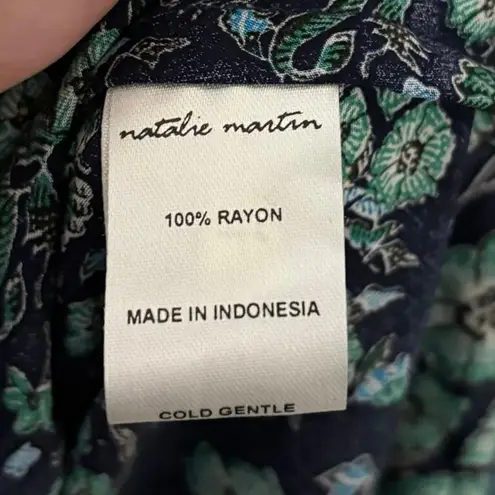 natalie martin
100% RAYON
MADE IN INDONESIA
COLD GENTLE